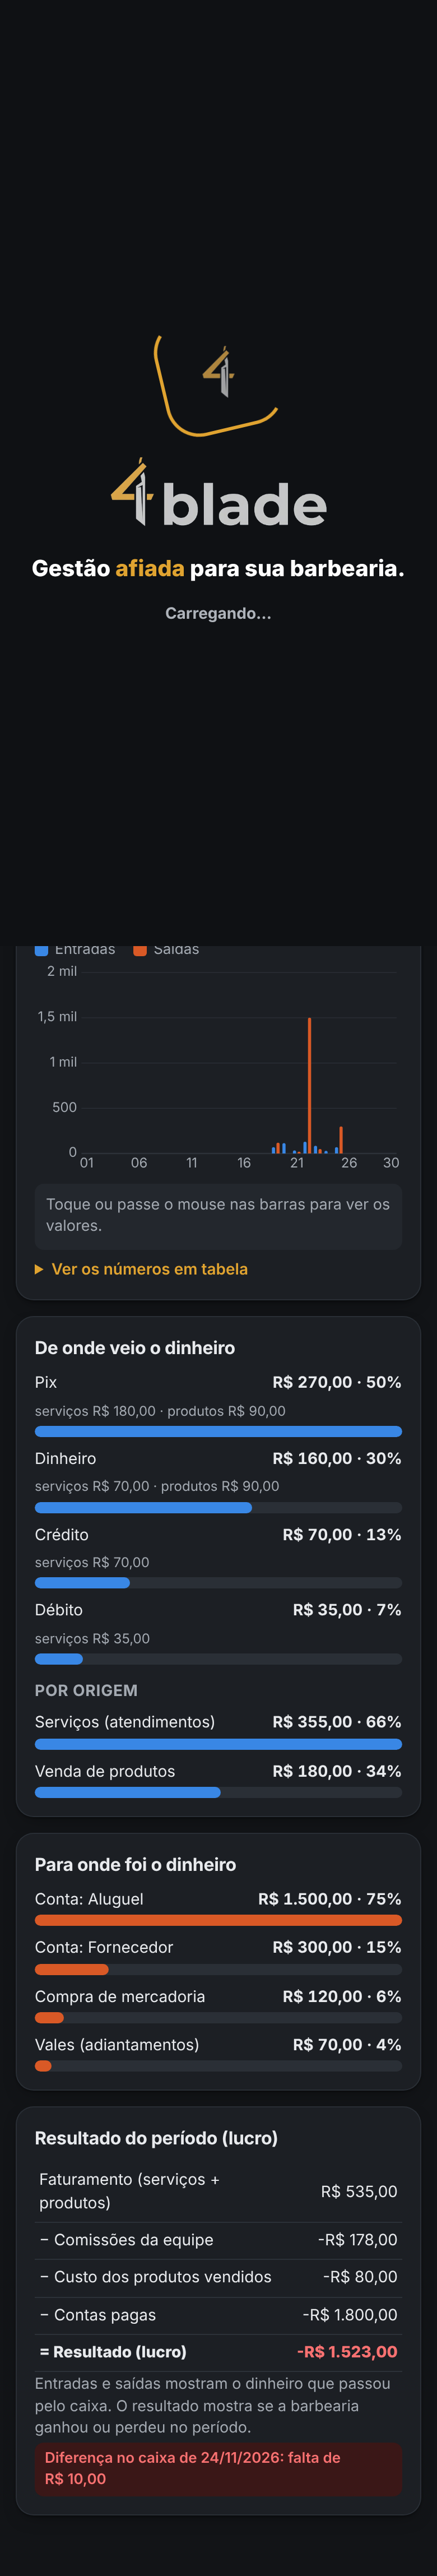 4
4blade
Gestão afiada para sua barbearia.
Carregando...
Entradas Saídas
2 mil
1,5 mil
1 mil
500
0
01 06 11 16 21 26 30
Toque ou passe o mouse nas barras para ver os
valores.
▶ Ver os números em tabela
De onde veio o dinheiro
Pix R$ 270,00 · 50%
serviços R$ 180,00 · produtos R$ 90,00
Dinheiro R$ 160,00 · 30%
serviços R$ 70,00 · produtos R$ 90,00
Crédito R$ 70,00 · 13%
serviços R$ 70,00
Débito R$ 35,00 · 7%
serviços R$ 35,00
POR ORIGEM
Serviços (atendimentos) R$ 355,00 · 66%
Venda de produtos R$ 180,00 · 34%
Para onde foi o dinheiro
Conta: Aluguel R$ 1.500,00 · 75%
Conta: Fornecedor R$ 300,00 · 15%
Compra de mercadoria R$ 120,00 · 6%
Vales (adiantamentos) R$ 70,00 · 4%
Resultado do período (lucro)
Faturamento (serviços +
produtos) R$ 535,00
− Comissões da equipe -R$ 178,00
− Custo dos produtos vendidos -R$ 80,00
− Contas pagas -R$ 1.800,00
= Resultado (lucro) -R$ 1.523,00
Entradas e saídas mostram o dinheiro que passou
pelo caixa. O resultado mostra se a barbearia
ganhou ou perdeu no período.
Diferença no caixa de 24/11/2026: falta de
R$ 10,00